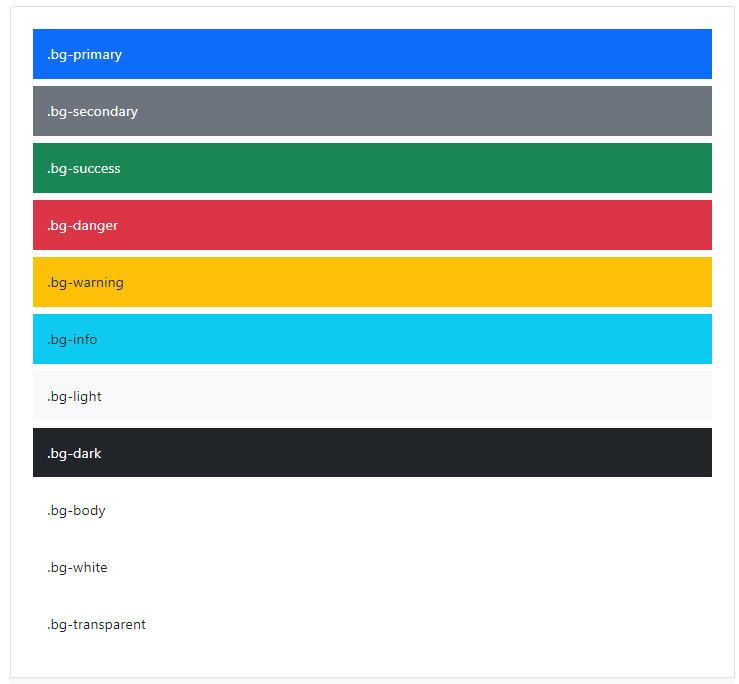 .bg-primary
.bg-secondary
.bg-success
.bg-danger
.bg-warning
.bg-info
.bg-light
.bg-dark
.bg-body
.bg-white
.bg-transparent